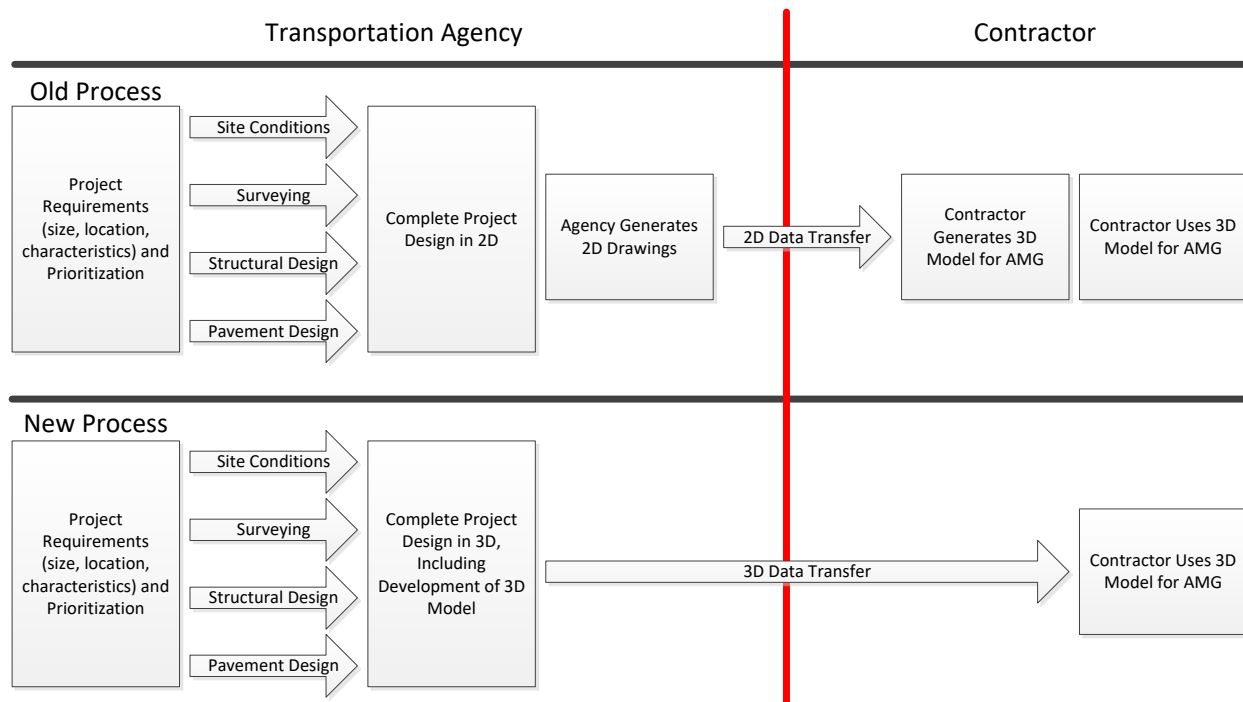 Transportation Agency
Contractor
Old Process
Project
Requirements
(size, location,
characteristics) and
Prioritization
Site Conditions
Surveying
Structural Design
Pavement Design
Complete Project
Design in 2D
Agency Generates
2D Drawings
2D Data Transfer
Contractor
Generates 3D
Model for AMG
Contractor Uses 3D
Model for AMG
New Process
Project
Requirements
(size, location,
characteristics) and
Prioritization
Site Conditions
Surveying
Structural Design
Pavement Design
Complete Project
Design in 3D,
Including
Development of 3D
Model
3D Data Transfer
Contractor Uses 3D
Model for AMG